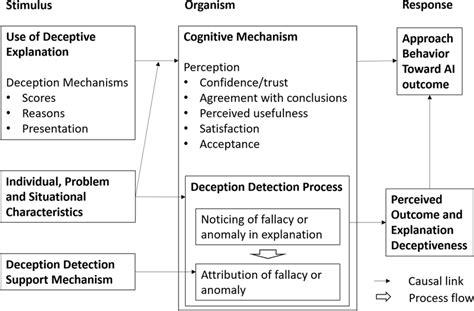 Stimulus
Organism
Response
Use of Deceptive
Explanation
Deception Mechanisms
• Scores
• Reasons
• Presentation
Individual, Problem
and Situational
Characteristics
Deception Detection
Support Mechanism
Cognitive Mechanism
Perception
• Confidence/trust
• Agreement with conclusions
• Perceived usefulness
• Satisfaction
• Acceptance
Deception Detection Process
Noticing of fallacy or
anomaly in explanation
Attribution of fallacy or
anomaly
Approach
Behavior
Toward AI
outcome
Perceived
Outcome and
Explanation
Deceptiveness
Causal link
Process flow